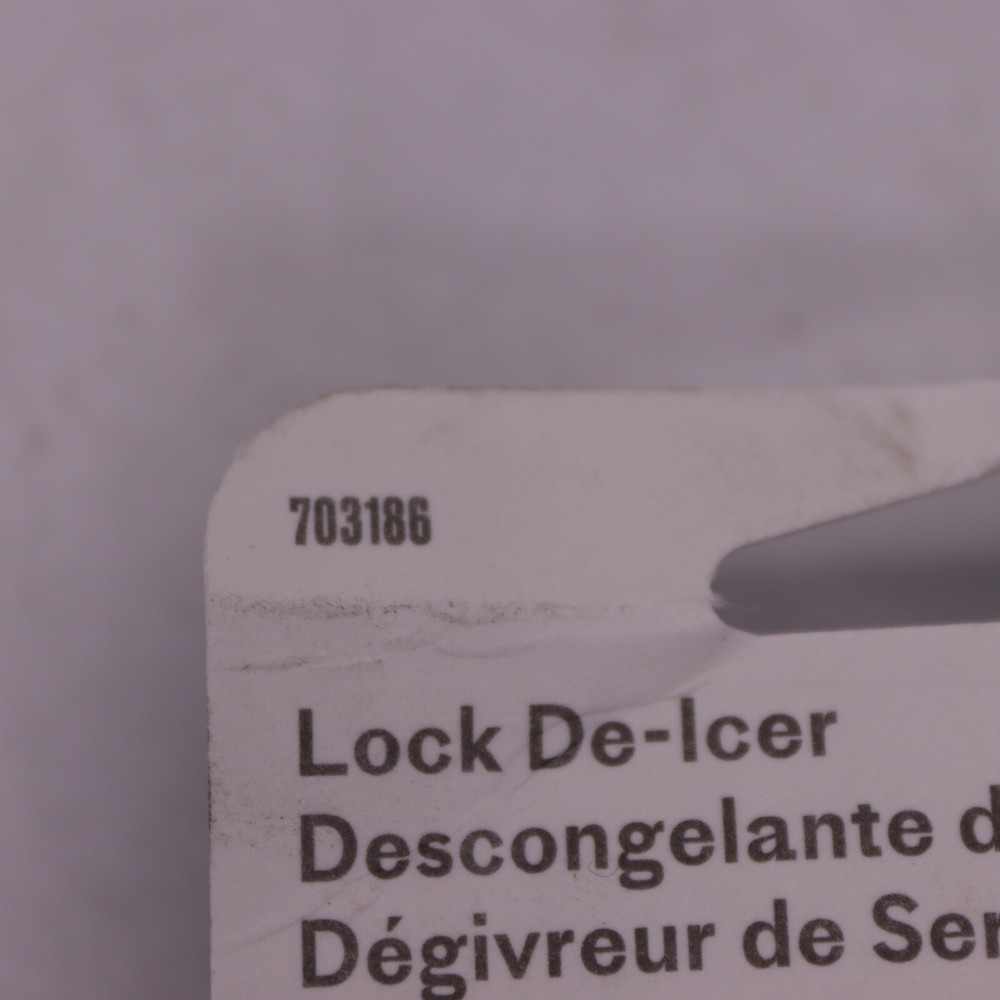 703186
Lock De-Icer
Descongelante d
Dégivreur de Ser